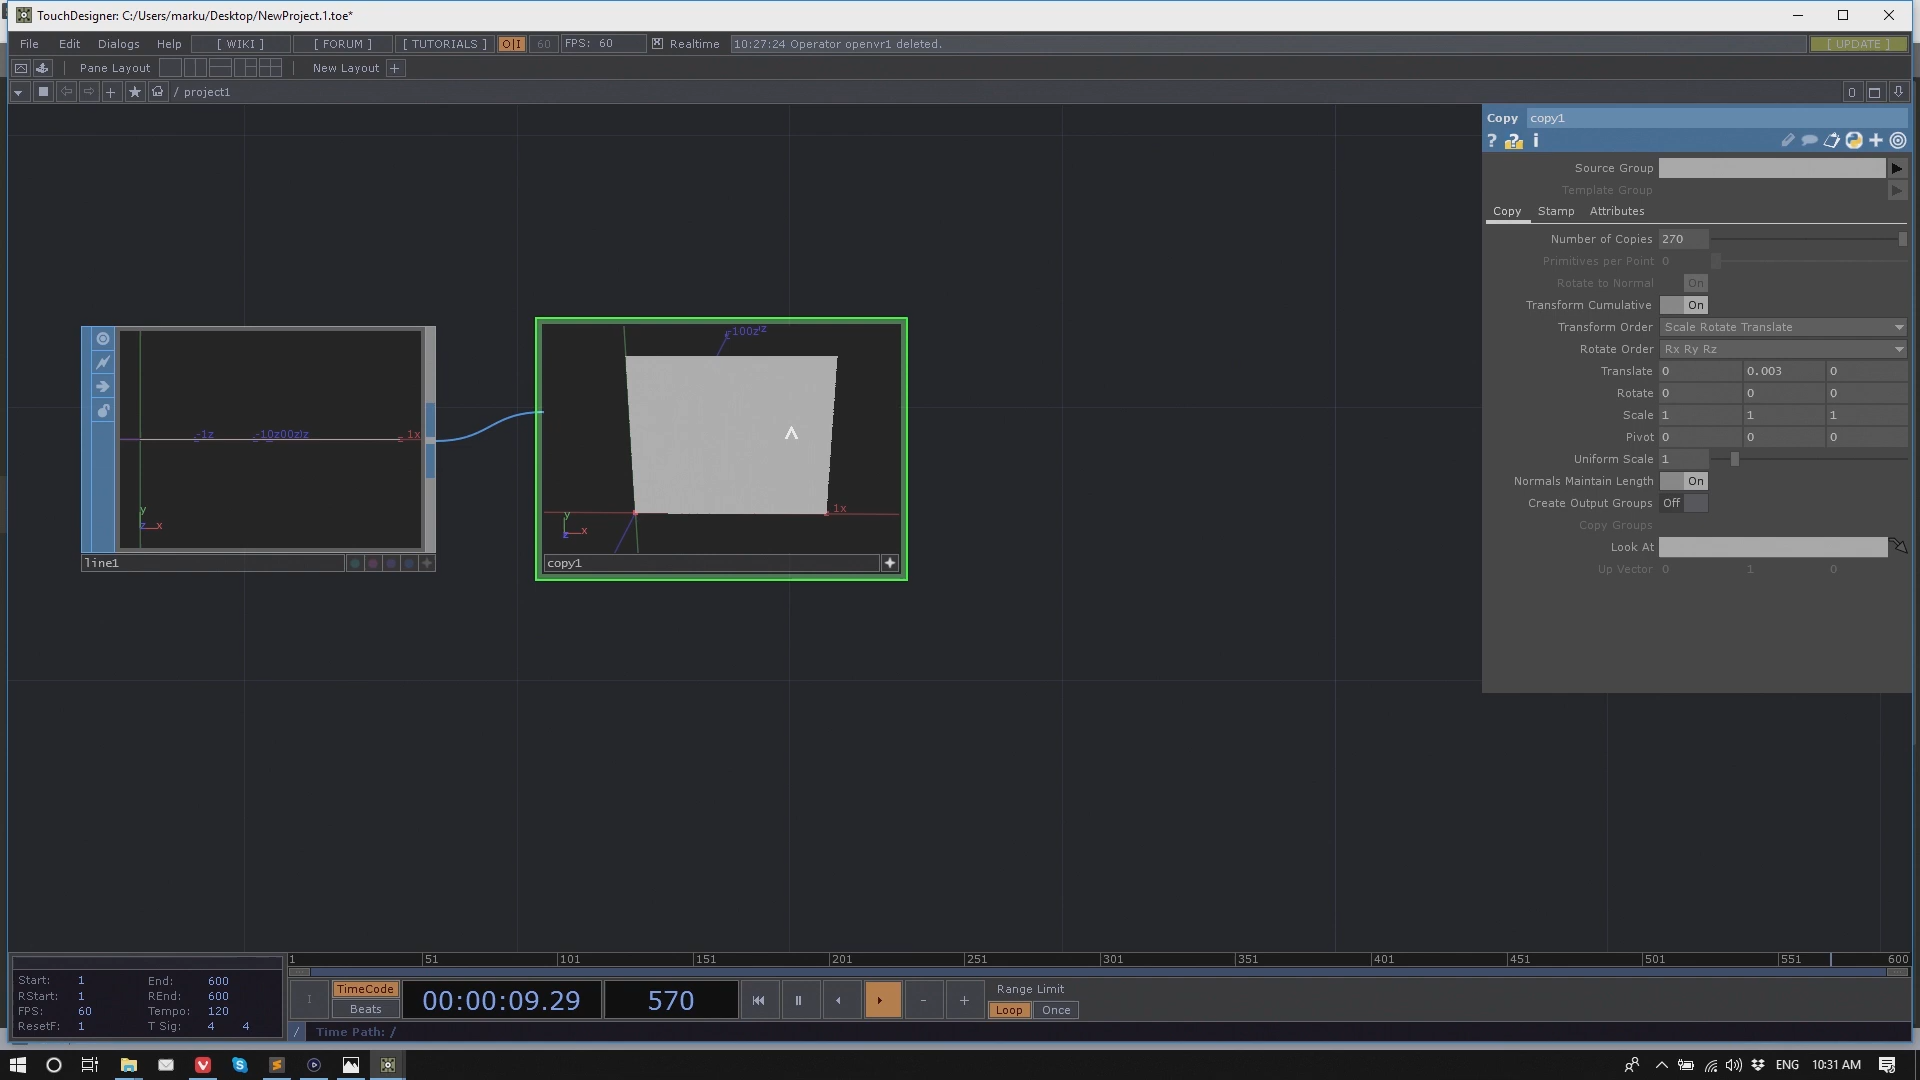 TouchDesigner: C:/Users/marku/Desktop/NewProject.1.toe*
File Edit Dialogs Help [ WIKI ] [ FORUM ] [ TUTORIALS ] O|I 60 FPS: 60 Realtime 10:27:24 Operator openvr1 deleted. [ UPDATE ]
Pane Layout New Layout +
/ project1 0
Copy copy1
? i
Source Group
Template Group
Copy Stamp Attributes
Number of Copies 270
Primitives per Point 0
Rotate to Normal On
Transform Cumulative On
Transform Order Scale Rotate Translate
Rotate Order Rx Ry Rz
Translate 0 0.003 0
Rotate 0 0 0
Scale 1 1 1
Pivot 0 0 0
Uniform Scale 1
Normals Maintain Length On
Create Output Groups Off
Copy Groups
Look At
Up Vector 0 1 0
-1z 1x
y
z x
line1
1x
y
z x
copy1
1 51 101 151 201 251 301 351 401 451 501 551 600
Start: 1 End: 600
RStart: 1 REnd: 600
FPS: 60 Tempo: 120
ResetF: 1 T Sig: 4 4
TimeCode
Beats
00:00:09.29 570
Range Limit
Loop Once
/ Time Path: /
ENG 10:31 AM